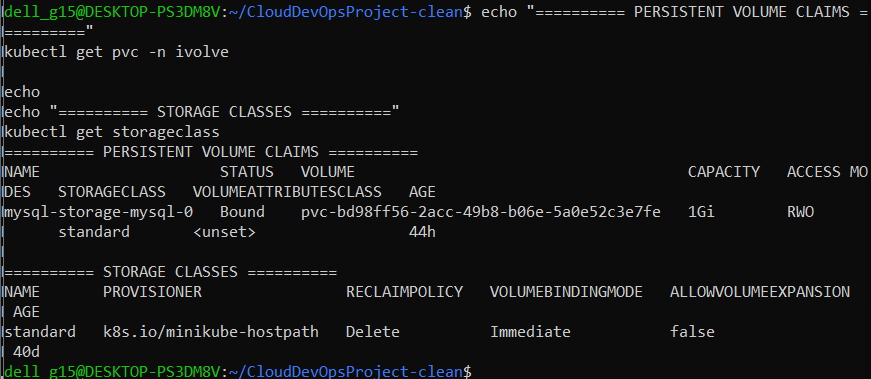 dell_g15@DESKTOP-PS3DM8V:~/CloudDevOpsProject-clean$ echo "========== PERSISTENT VOLUME CLAIMS =
========="
kubectl get pvc -n ivolve
echo
echo "========== STORAGE CLASSES =========="
kubectl get storageclass
========== PERSISTENT VOLUME CLAIMS ==========
NAME                    STATUS   VOLUME                                     CAPACITY   ACCESS MO
DES   STORAGECLASS   VOLUMEATTRIBUTESCLASS   AGE
mysql-storage-mysql-0   Bound    pvc-bd98ff56-2acc-49b8-b06e-5a0e52c3e7fe   1Gi        RWO
      standard       <unset>                 44h
========== STORAGE CLASSES ==========
NAME       PROVISIONER                RECLAIMPOLICY   VOLUMEBINDINGMODE   ALLOWVOLUMEEXPANSION
 AGE
standard   k8s.io/minikube-hostpath   Delete          Immediate           false
 40d
dell_g15@DESKTOP-PS3DM8V:~/CloudDevOpsProject-clean$